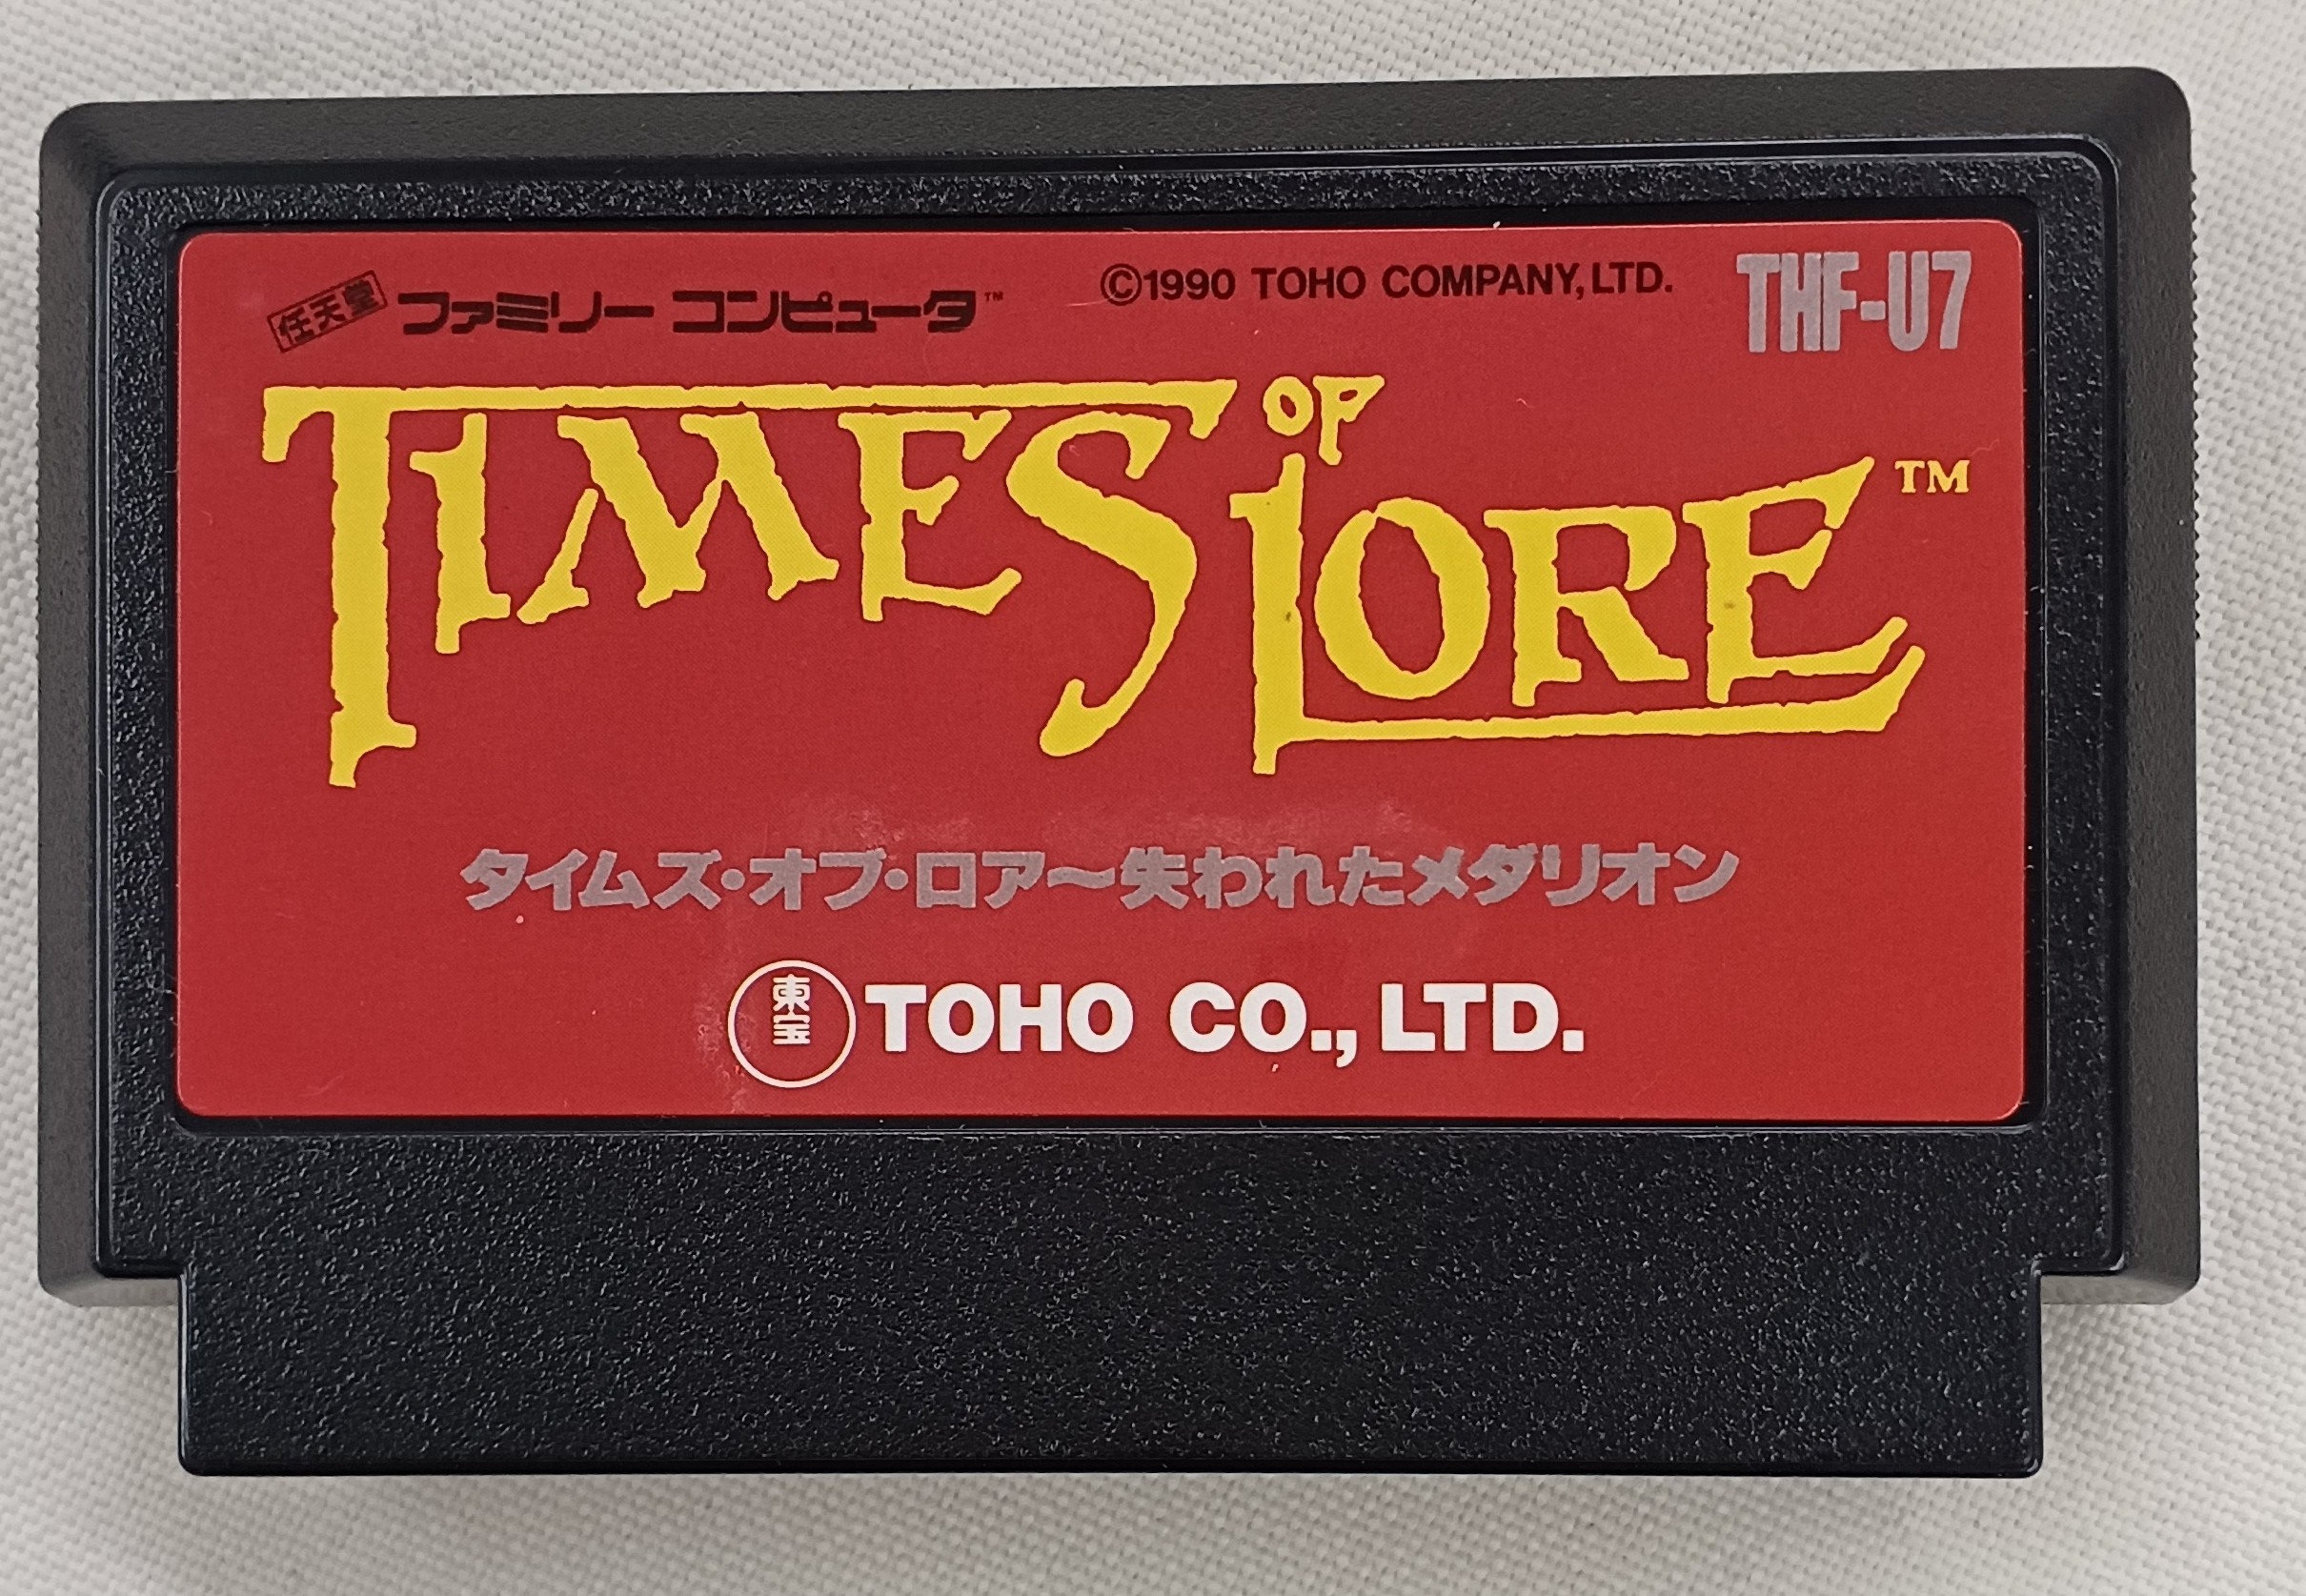 任天堂 ファミリー コンピュータ™
©1990 TOHO COMPANY, LTD.
THF-U7
TIMES OF LORE™
タイムズ・オブ・ロア〜失われたメダリオン
東宝 TOHO CO., LTD.